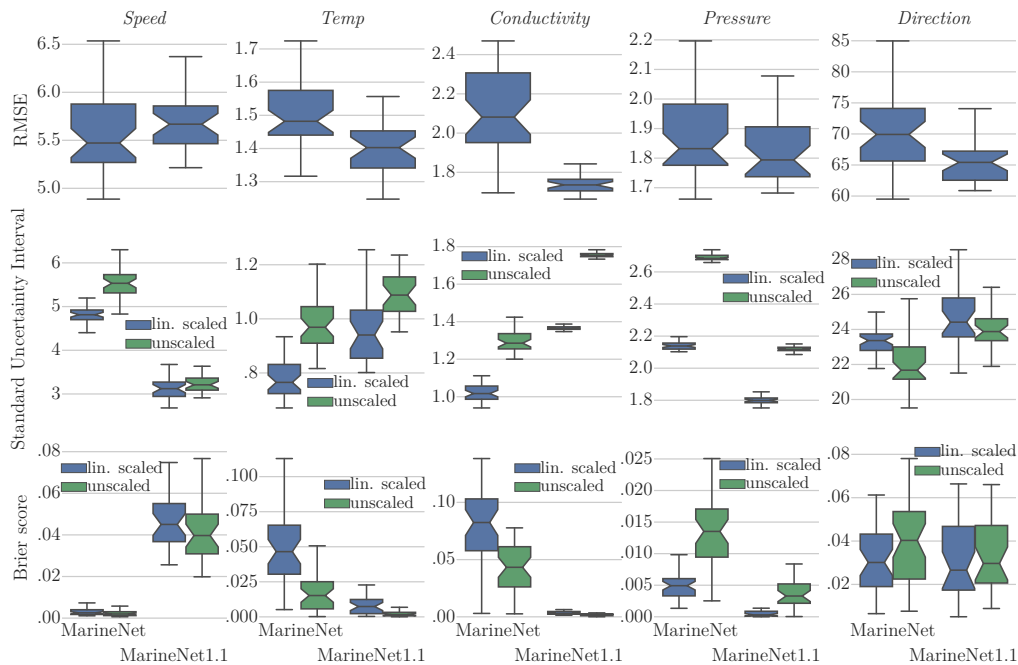 Speed Temp Conductivity Pressure Direction
RMSE
6.5
6.0
5.5
5.0
1.7
1.6
1.5
1.4
1.3
2.4
2.2
2.0
1.8
2.2
2.1
2.0
1.9
1.8
1.7
85
80
75
70
65
60
Standard Uncertainty Interval
6
5
4
3
lin. scaled
unscaled
1.2
1.0
.8
lin. scaled
unscaled
1.8
1.6
1.4
1.2
1.0
lin. scaled
unscaled
2.6
2.4
2.2
2.0
1.8
lin. scaled
unscaled
28
26
24
22
20
lin. scaled
unscaled
Brier score
.08
.06
.04
.02
.00
lin. scaled
unscaled
.100
.075
.050
.025
.000
lin. scaled
unscaled
.10
.05
.00
lin. scaled
unscaled
.025
.020
.015
.010
.005
.000
lin. scaled
unscaled
.08
.06
.04
.02
lin. scaled
unscaled
MarineNet MarineNet MarineNet MarineNet MarineNet
MarineNet1.1 MarineNet1.1 MarineNet1.1 MarineNet1.1 MarineNet1.1